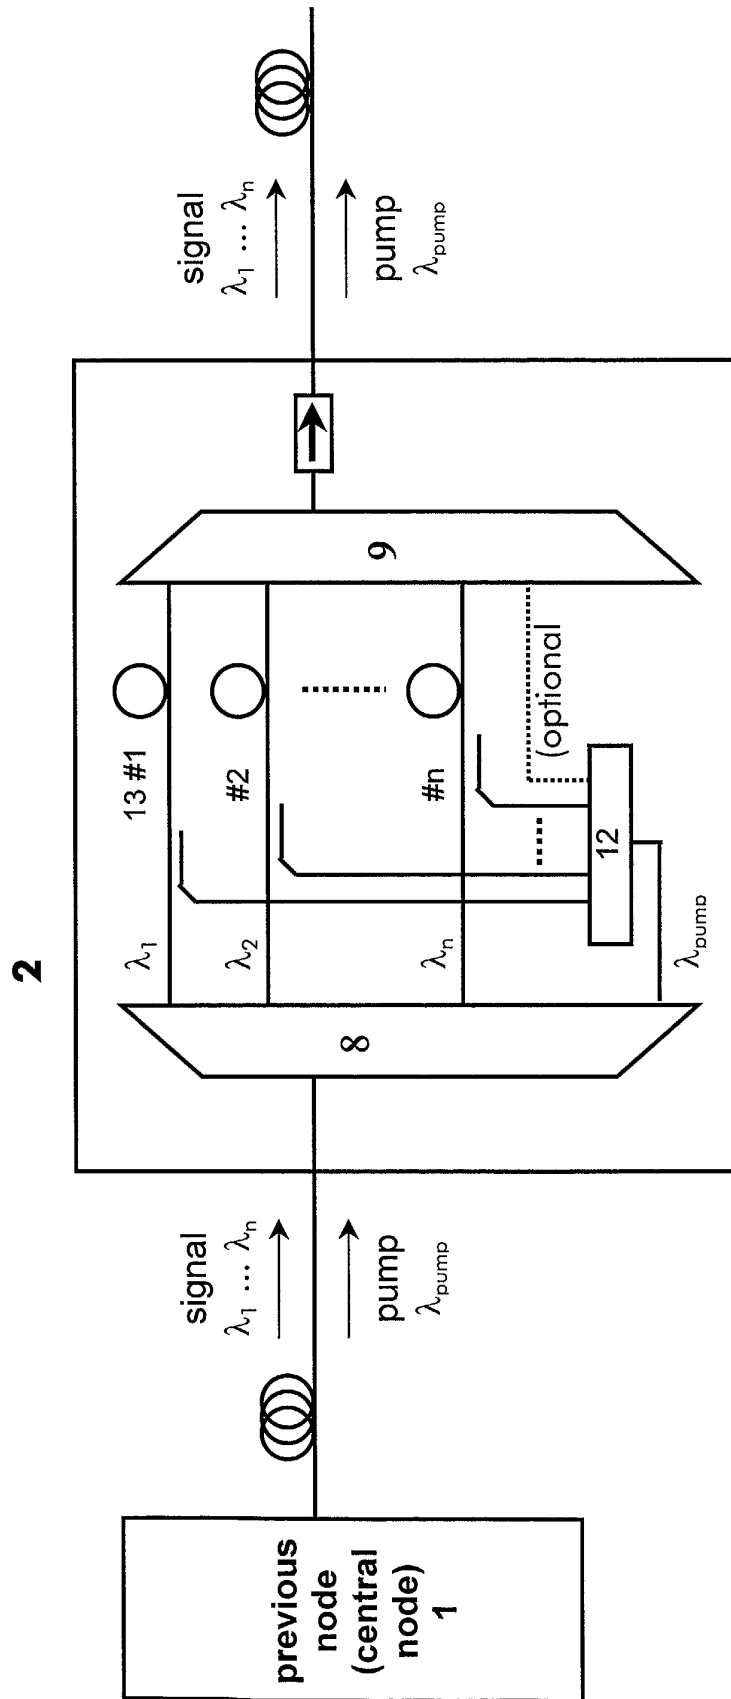 2
previous
node
(central
node)
1
signal
λ1 ... λn
pump
λpump
8
λ1
λ2
λn
λpump
13 #1
#2
#n
12
(optional
9
signal
λ1 ... λn
pump
λpump